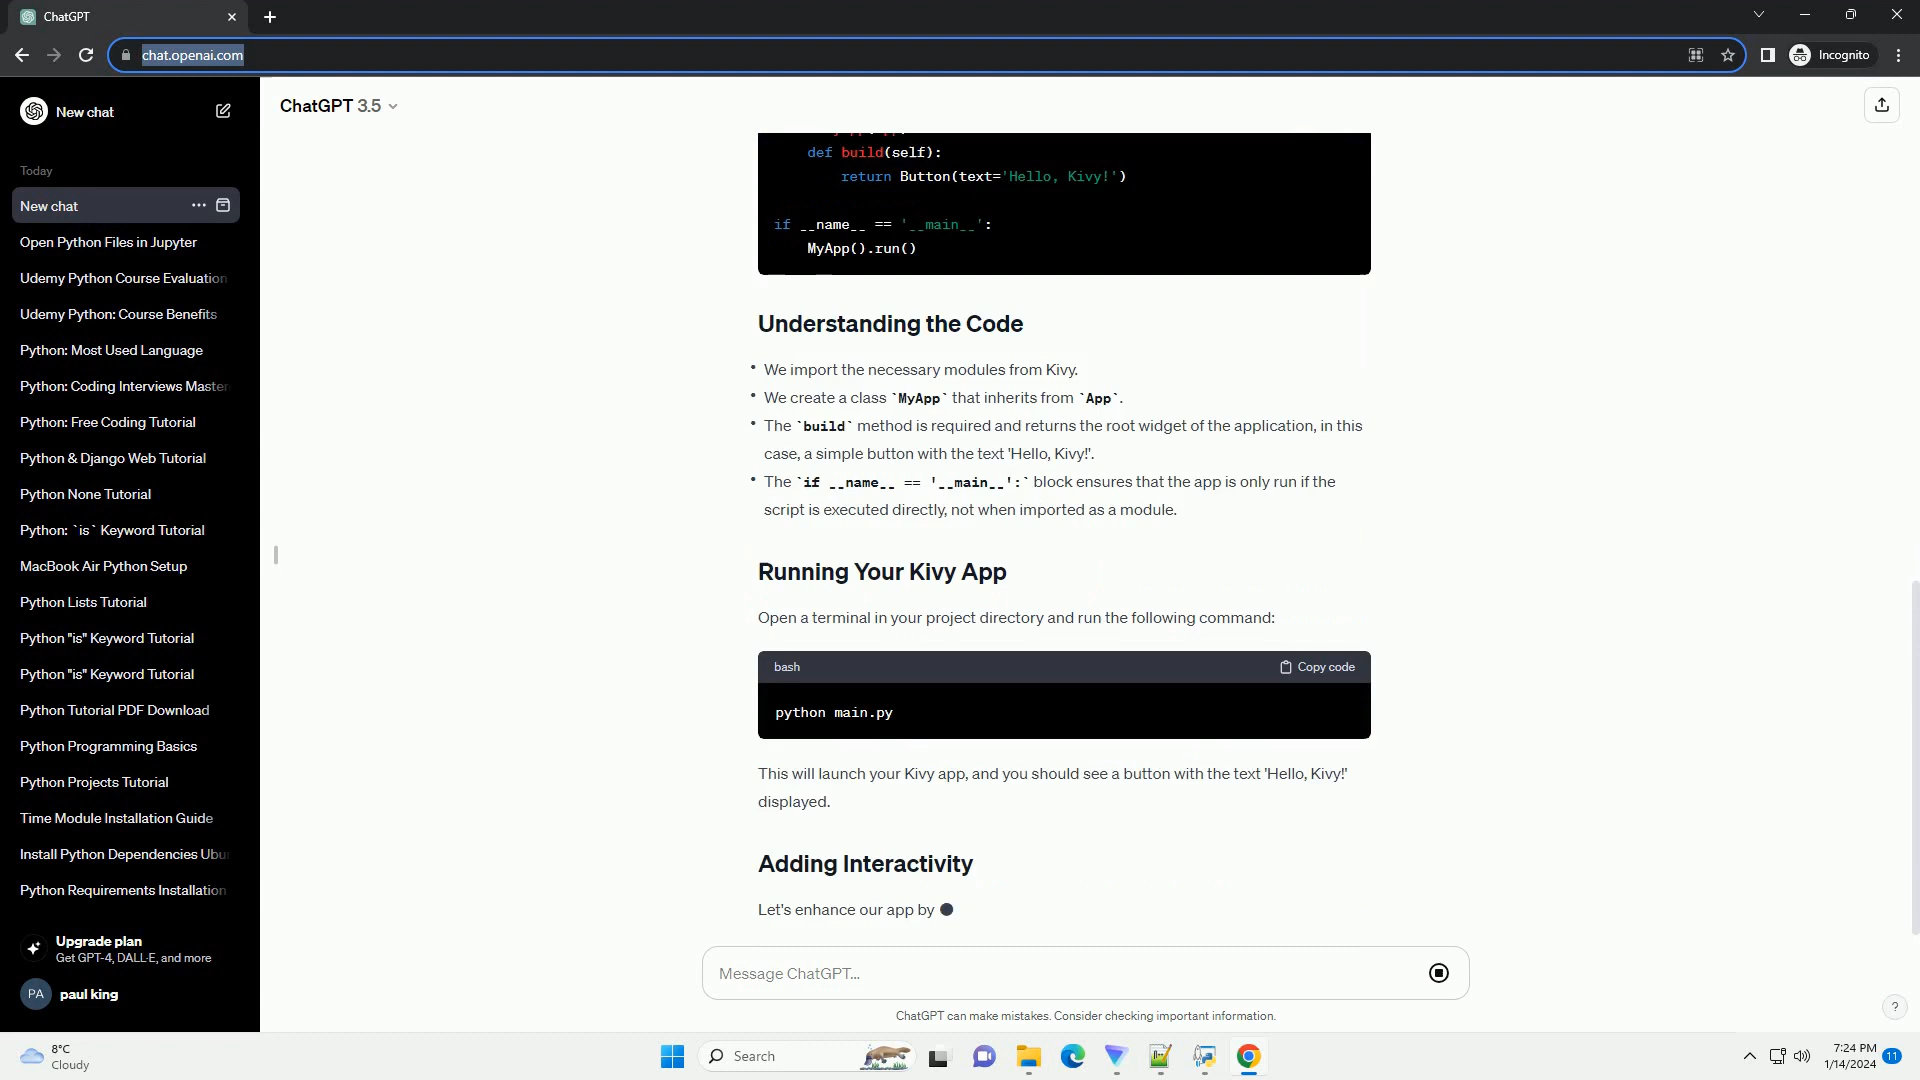 ChatGPT
chat.openai.com
Incognito
New chat
ChatGPT 3.5
Today
New chat
Open Python Files in Jupyter
Udemy Python Course Evaluation
Udemy Python: Course Benefits
Python: Most Used Language
Python: Coding Interviews Master
Python: Free Coding Tutorial
Python & Django Web Tutorial
Python None Tutorial
Python: `is` Keyword Tutorial
MacBook Air Python Setup
Python Lists Tutorial
Python "is" Keyword Tutorial
Python "is" Keyword Tutorial
Python Tutorial PDF Download
Python Programming Basics
Python Projects Tutorial
Time Module Installation Guide
Install Python Dependencies Ubu
Python Requirements Installation
Upgrade plan
Get GPT-4, DALL·E, and more
PA paul king
def build(self):
return Button(text='Hello, Kivy!')
if __name__ == '__main__':
MyApp().run()
Understanding the Code
• We import the necessary modules from Kivy.
• We create a class `MyApp` that inherits from `App`.
• The `build` method is required and returns the root widget of the application, in this
case, a simple button with the text 'Hello, Kivy!'.
• The `if __name__ == '__main__':` block ensures that the app is only run if the
script is executed directly, not when imported as a module.
Running Your Kivy App
Open a terminal in your project directory and run the following command:
bash Copy code
python main.py
This will launch your Kivy app, and you should see a button with the text 'Hello, Kivy!'
displayed.
Adding Interactivity
Let's enhance our app by
Message ChatGPT...
ChatGPT can make mistakes. Consider checking important information.
?
8°C
Cloudy
Search
7:24 PM
1/14/2024
11